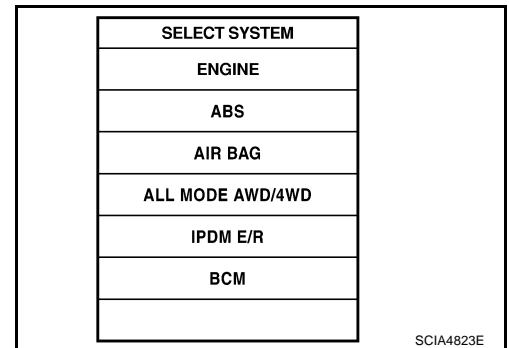 SELECT SYSTEM
ENGINE
ABS
AIR BAG
ALL MODE AWD/4WD
IPDM E/R
BCM
SCIA4823E